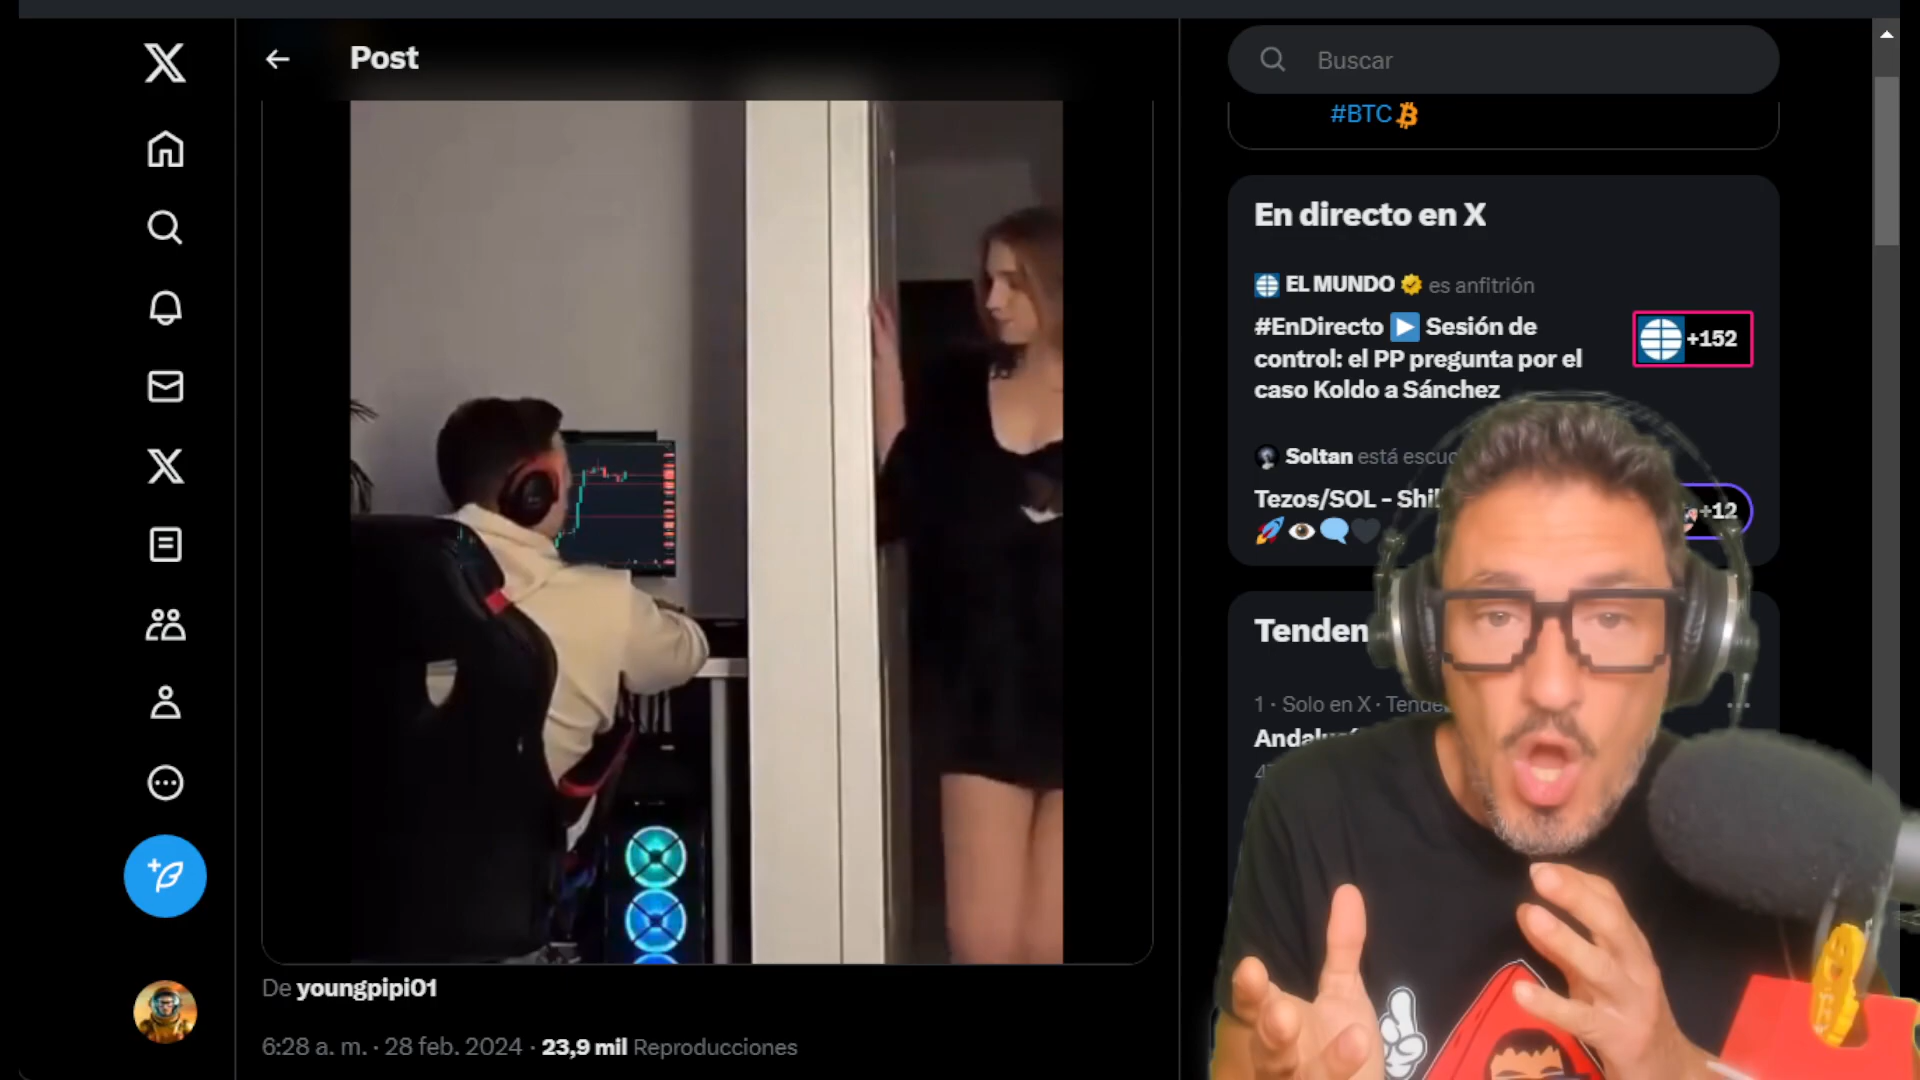 Post
De youngpipi01
6:28 a. m. · 28 feb. 2024 · 23,9 mil Reproducciones
Buscar
#BTC
En directo en X
EL MUNDO es anfitrión
#EnDirecto ▶ Sesión de
control: el PP pregunta por el
caso Koldo a Sánchez
+152
Soltan está
Tezos/SOL -
+12
1 · Solo en X ·